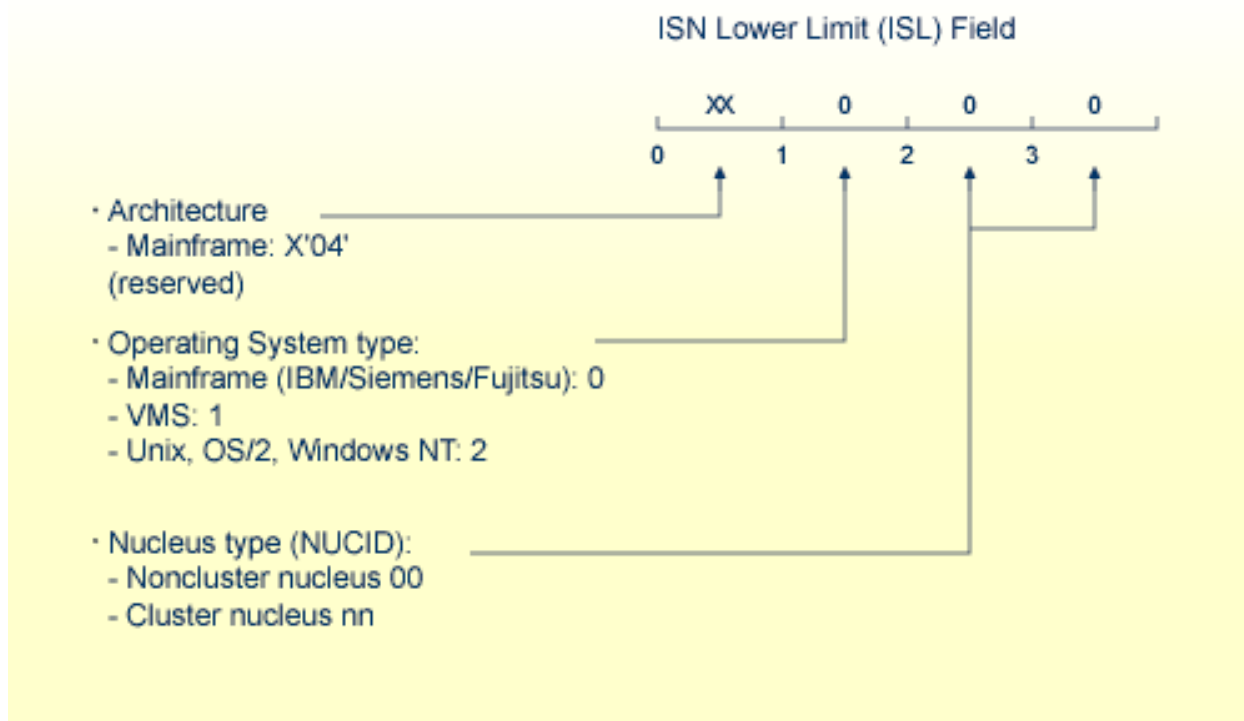 ISN Lower Limit (ISL) Field
XX 0 0 0
0 1 2 3
· Architecture
- Mainframe: X'04'
(reserved)
· Operating System type:
- Mainframe (IBM/Siemens/Fujitsu): 0
- VMS: 1
- Unix, OS/2, Windows NT: 2
· Nucleus type (NUCID):
- Noncluster nucleus 00
- Cluster nucleus nn